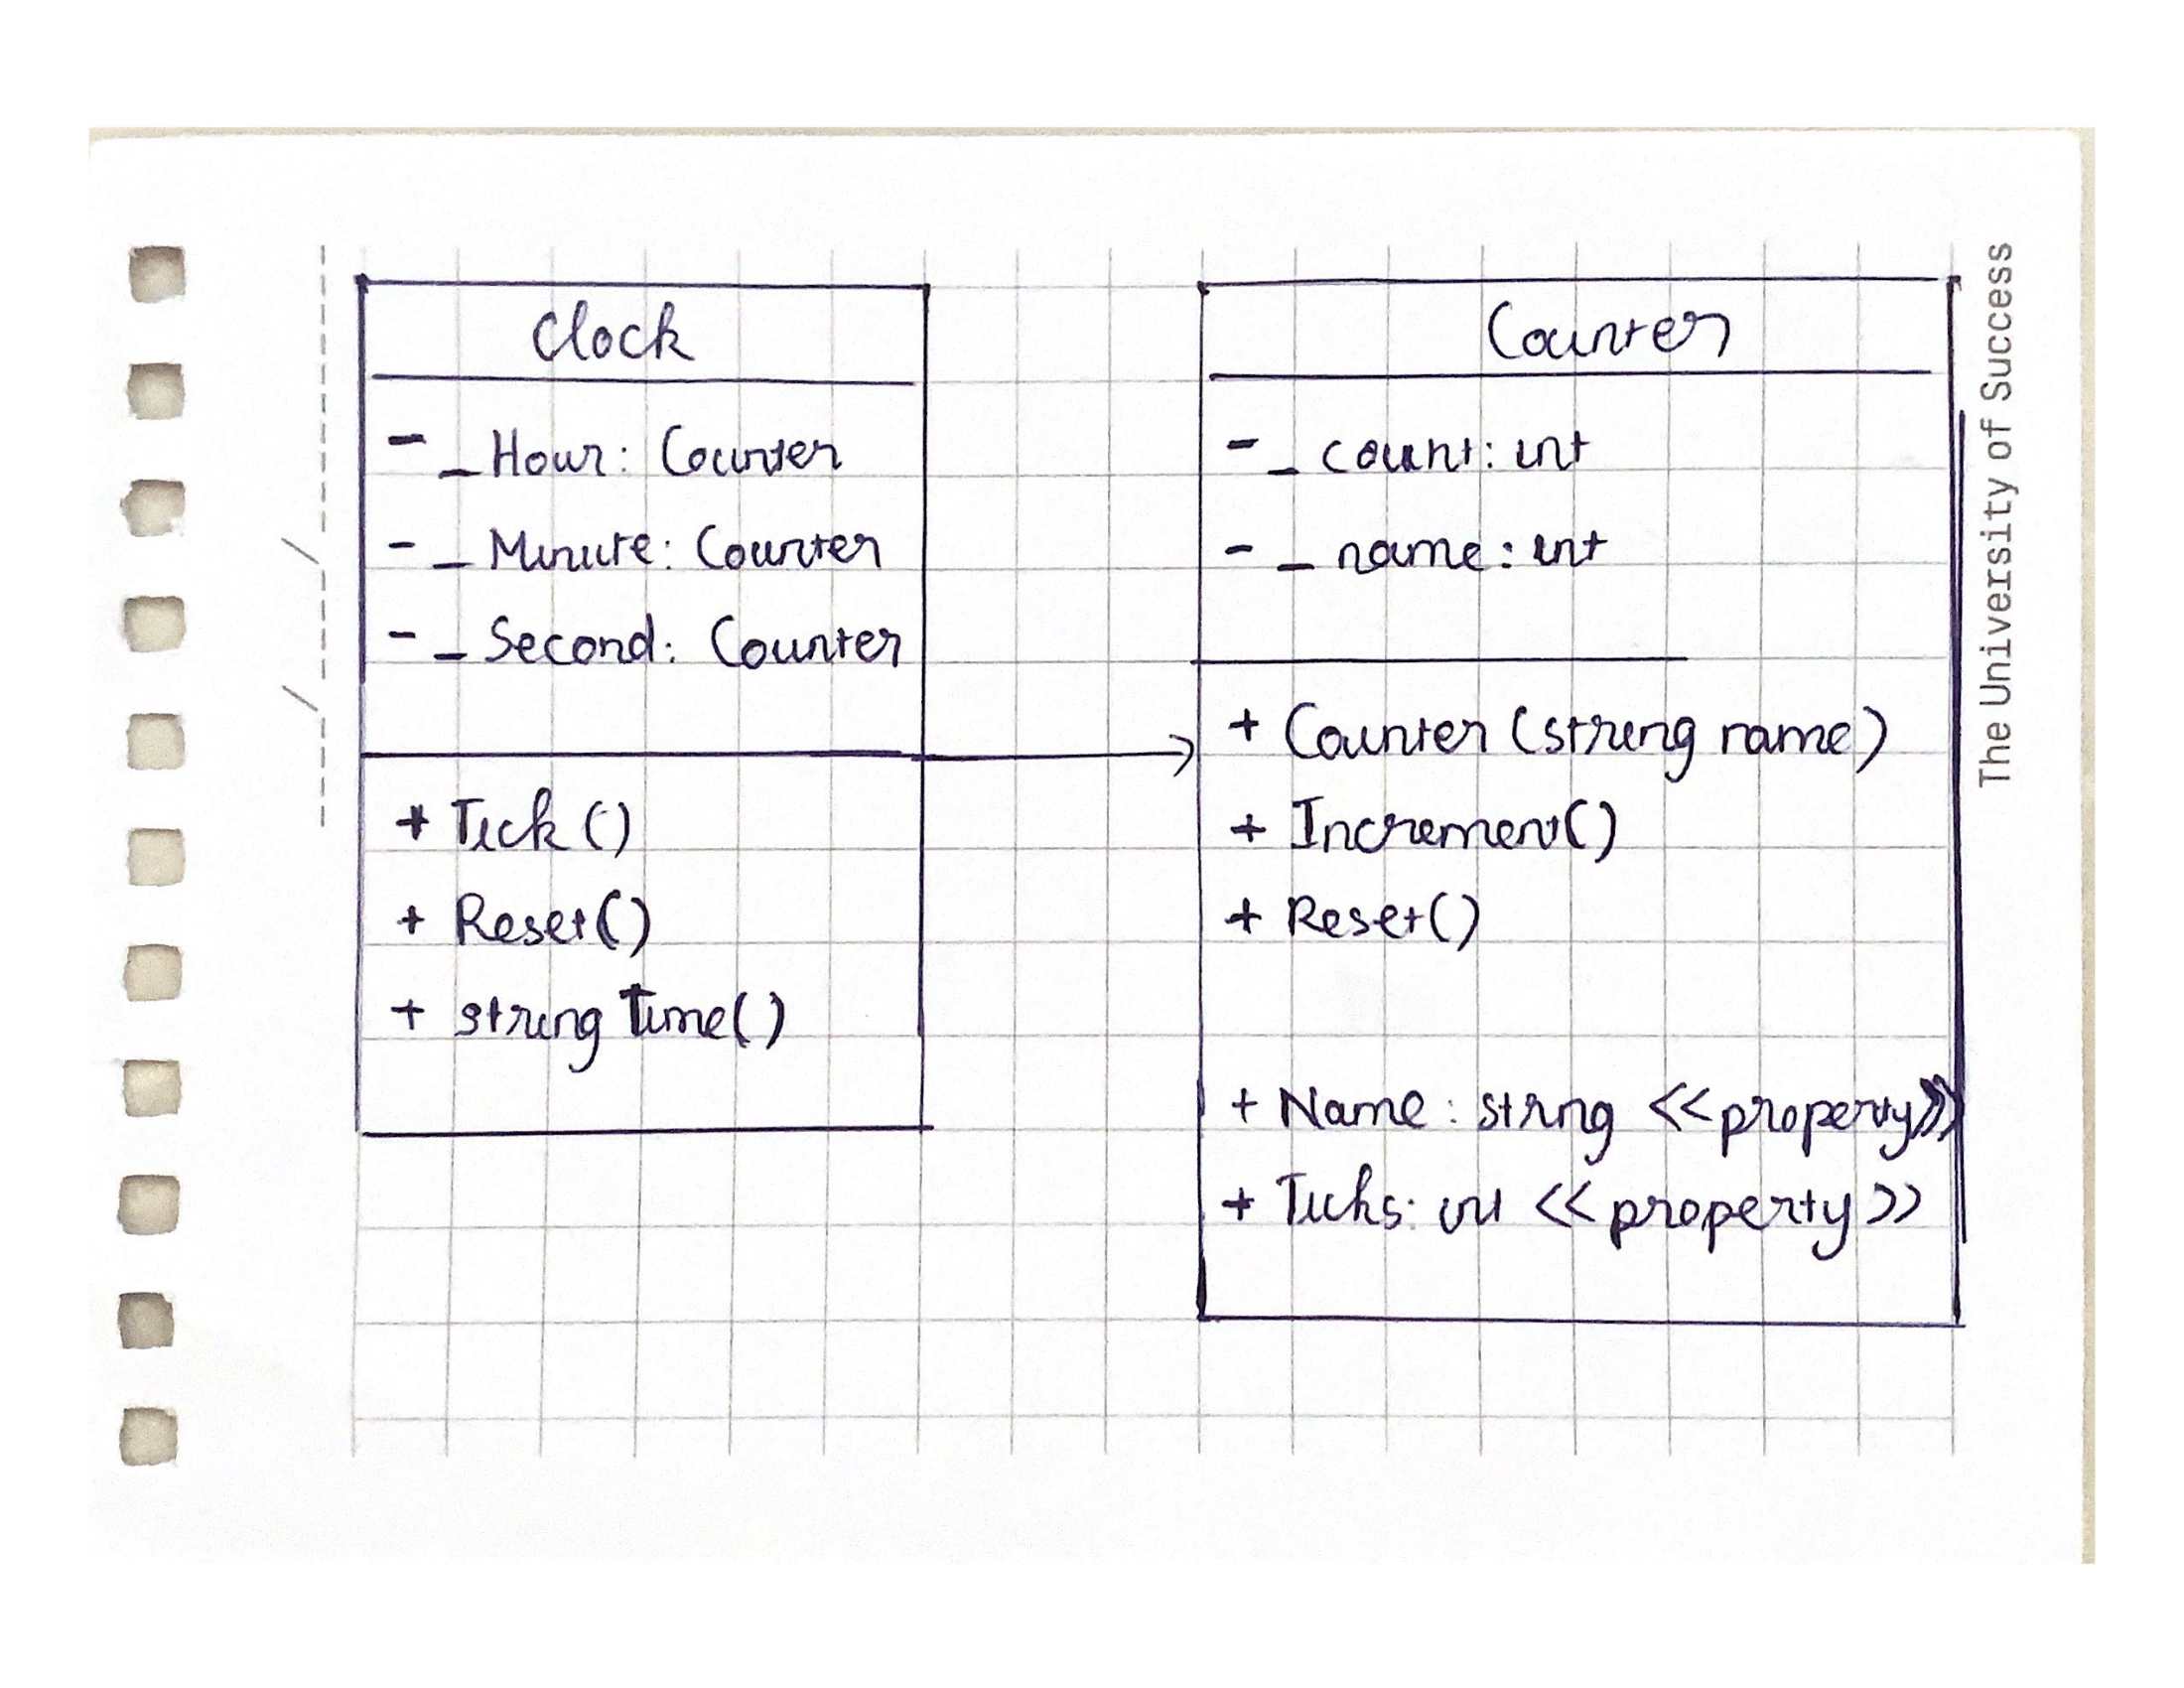 Clock
- _Hour: Counter
- _Minute: Counter
- _Second: Counter
+ Tick()
+ Reset()
+ string Time()
Counter
- _count: int
- _name: int
+ Counter (string name)
+ Increment()
+ Reset()
+ Name: strng <<property>>
+ Ticks: int <<property>>
The University of Success